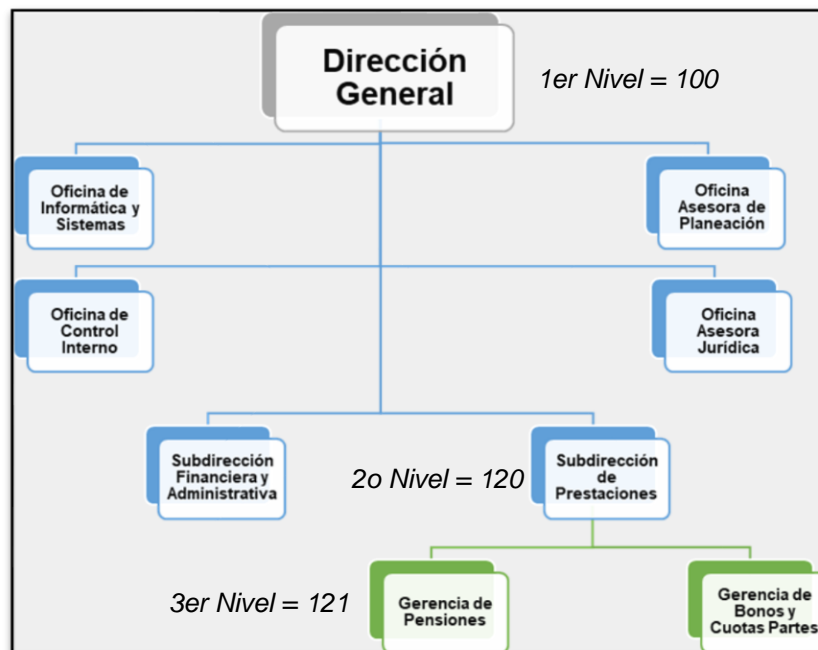 Dirección
General
1er Nivel = 100
Oficina de
Informática y
Sistemas
Oficina
Asesora de
Planeación
Oficina de
Control
Interno
Oficina
Asesora
Jurídica
Subdirección
Financiera y
Administrativa
2o Nivel = 120
Subdirección
de
Prestaciones
3er Nivel = 121
Gerencia de
Pensiones
Gerencia de
Bonos y
Cuotas Partes